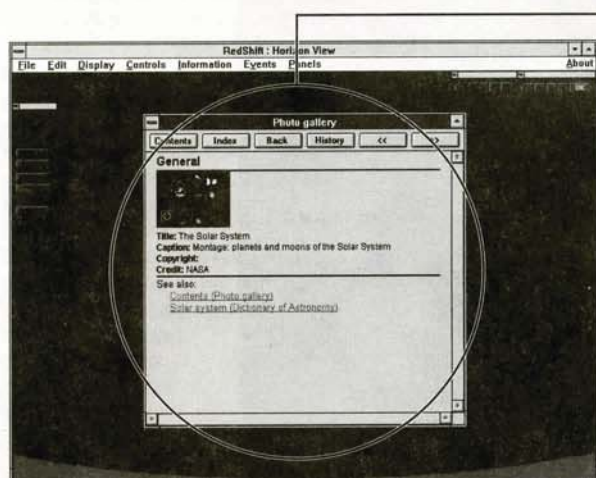 RedShift : Horizon View
File Edit Display Controls Information Events Panels About
Photo gallery
Contents Index Back History << >>
General
Title: The Solar System
Caption: Montage: planets and moons of the Solar System
Copyright:
Credit: NASA
See also:
Contents (Photo gallery)
Solar system (Dictionary of Astronomy)